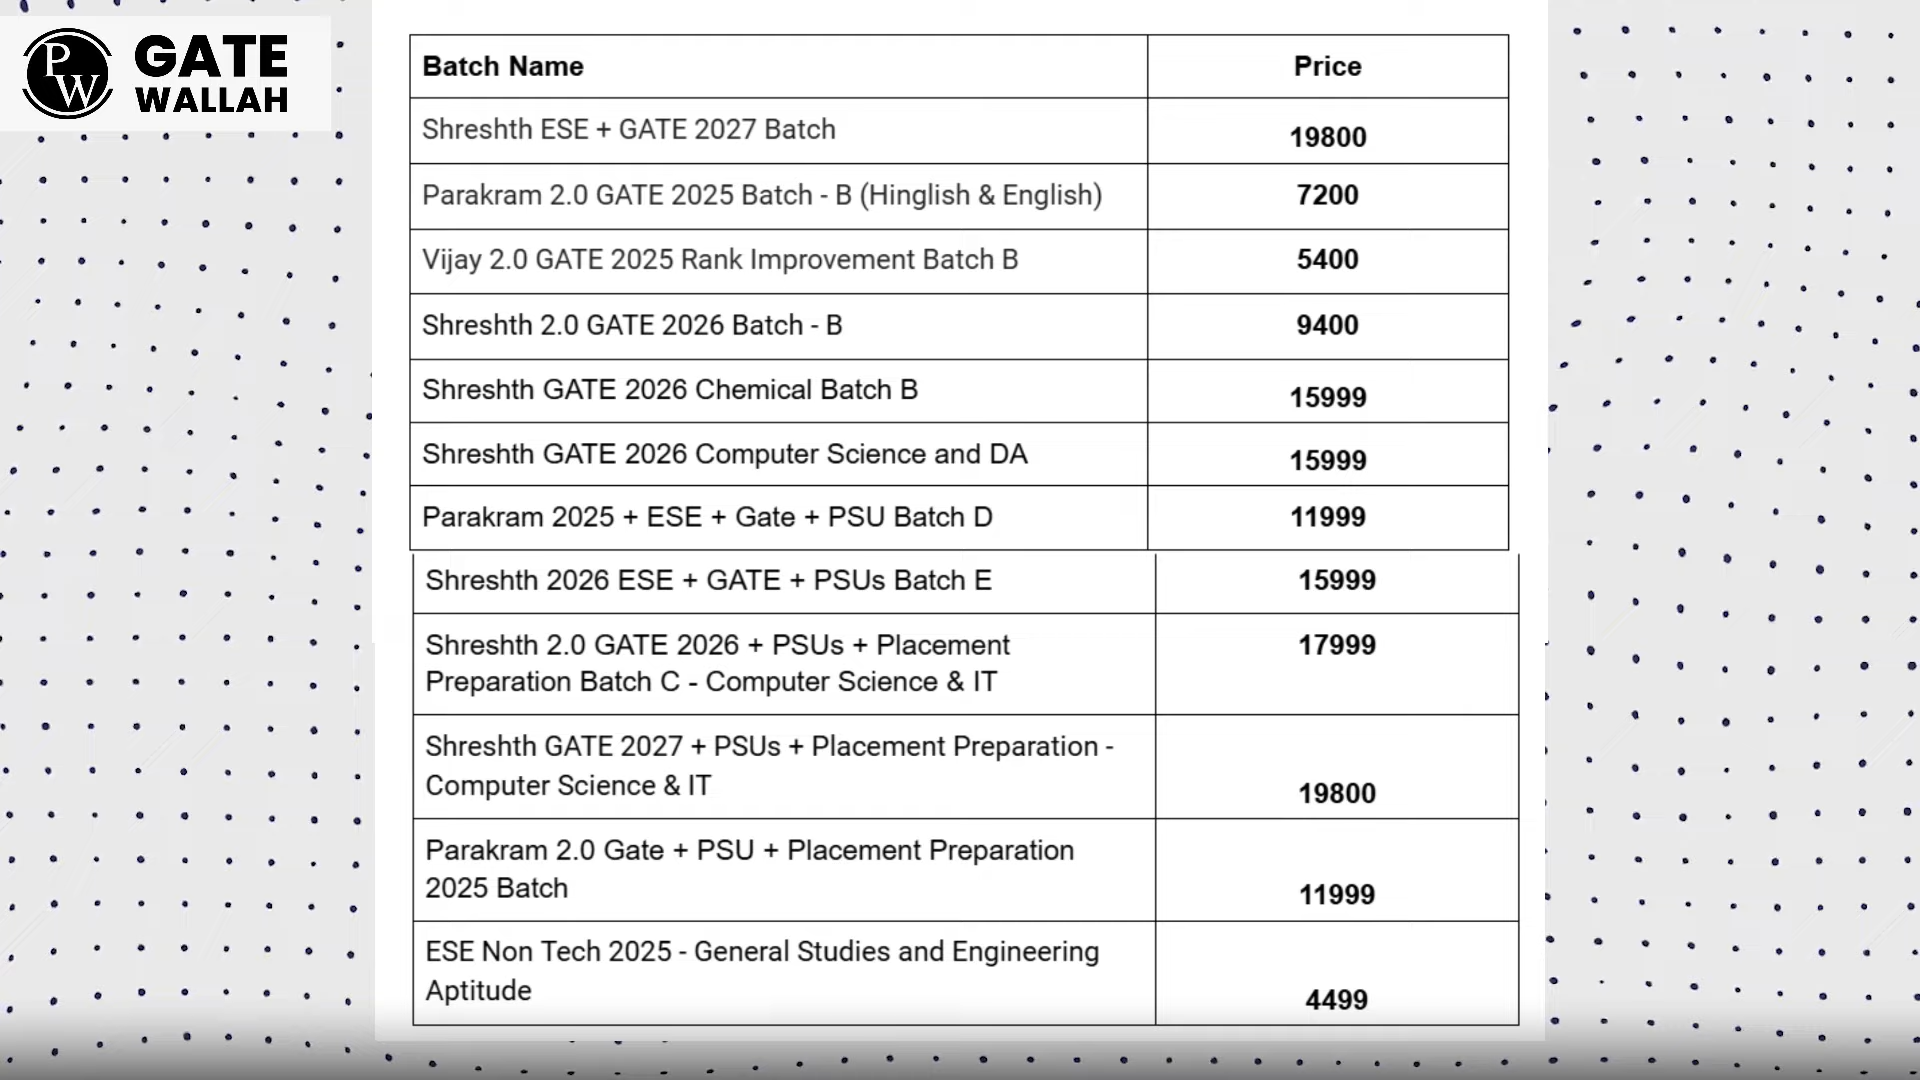 PW
GATE
WALLAH
Batch Name Price
Shreshth ESE + GATE 2027 Batch 19800
Parakram 2.0 GATE 2025 Batch - B (Hinglish & English) 7200
Vijay 2.0 GATE 2025 Rank Improvement Batch B 5400
Shreshth 2.0 GATE 2026 Batch - B 9400
Shreshth GATE 2026 Chemical Batch B 15999
Shreshth GATE 2026 Computer Science and DA 15999
Parakram 2025 + ESE + Gate + PSU Batch D 11999
Shreshth 2026 ESE + GATE + PSUs Batch E 15999
Shreshth 2.0 GATE 2026 + PSUs + Placement 17999
Preparation Batch C - Computer Science & IT
Shreshth GATE 2027 + PSUs + Placement Preparation -
Computer Science & IT 19800
Parakram 2.0 Gate + PSU + Placement Preparation
2025 Batch 11999
ESE Non Tech 2025 - General Studies and Engineering
Aptitude 4499